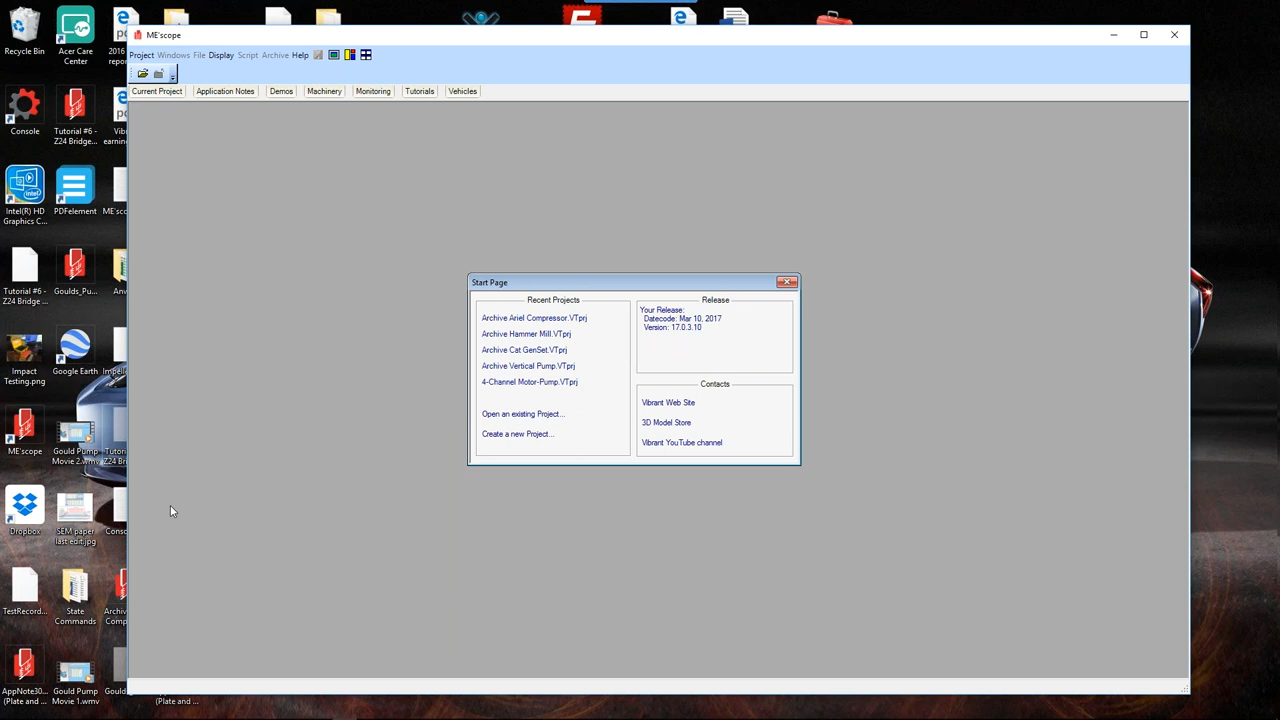 ME'scope
Project Windows File Display Script Archive Help
Current Project Application Notes Demos Machinery Monitoring Tutorials Vehicles
Start Page
Recent Projects
Archive Ariel Compressor.VTprj
Archive Hammer Mill.VTprj
Archive Cat GenSet.VTprj
Archive Vertical Pump.VTprj
4-Channel Motor-Pump.VTprj
Open an existing Project...
Create a new Project...
Release
Your Release:
Datecode: Mar 10, 2017
Version: 17.0.3.10
Contacts
Vibrant Web Site
3D Model Store
Vibrant YouTube channel
Recycle Bin
Acer Care
Center
2016
Console
Tutorial #6 -
Z24 Bridge...
Intel(R) HD
Graphics C...
PDFelement
ME'sco
Tutorial #6 -
Z24 Bridge ...
Goulds_Pu...
Impact
Testing.png
Google Earth
ME'scope
Gould Pump
Movie 2.wmv
Dropbox
SEM paper
last edit.jpg
TestRecord...
State
Commands
AppNote30...
(Plate and ...
Gould Pump
Movie 1.wmv
(Plate and ...